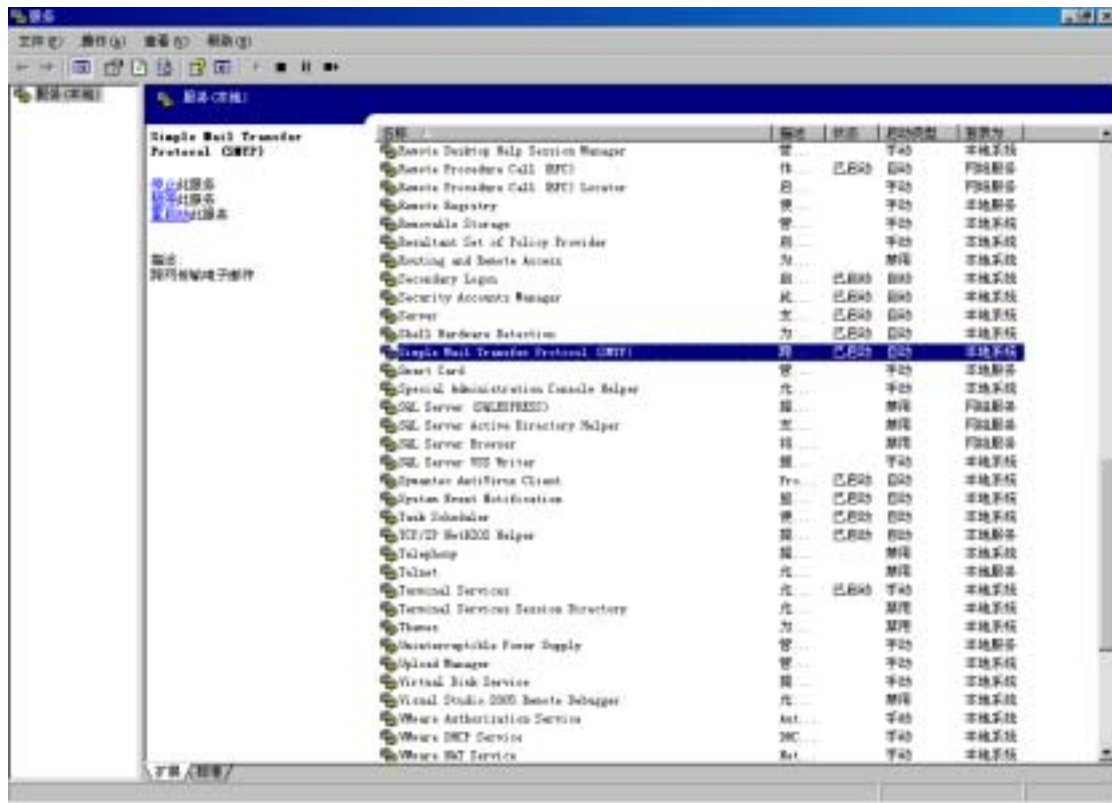 服务
文件(F) 操作(A) 查看(V) 帮助(H)
服务(本地)
服务(本地)
Simple Mail Transfer
Protocol (SMTP)
停止此服务
暂停此服务
重启动此服务
描述:
跨网传输电子邮件
名称 描述 状态 启动类型 登录为
Remote Desktop Help Session Manager 管... 手动 本地系统
Remote Procedure Call (RPC) 作... 已启动 自动 网络服务
Remote Procedure Call (RPC) Locator 启... 手动 网络服务
Remote Registry 使... 手动 本地服务
Removable Storage 管... 手动 本地系统
Resultant Set of Policy Provider 启... 手动 本地系统
Routing and Remote Access 为... 禁用 本地系统
Secondary Logon 启... 已启动 自动 本地系统
Security Accounts Manager 此... 已启动 自动 本地系统
Server 支... 已启动 自动 本地系统
Shell Hardware Detection 为... 已启动 自动 本地系统
Simple Mail Transfer Protocol (SMTP) 跨... 已启动 自动 本地系统
Smart Card 管... 手动 本地服务
Special Administration Console Helper 允... 手动 本地系统
SQL Server (SQLEXPRESS) 提... 禁用 网络服务
SQL Server Active Directory Helper 支... 禁用 网络服务
SQL Server Browser 将... 禁用 网络服务
SQL Server VSS Writer 提... 手动 本地系统
Symantec AntiVirus Client Pro... 已启动 自动 本地系统
System Event Notification 监... 已启动 自动 本地系统
Task Scheduler 使... 已启动 自动 本地系统
TCP/IP NetBIOS Helper 提... 已启动 自动 本地服务
Telephony 提... 禁用 本地系统
Telnet 允... 禁用 本地服务
Terminal Services 允... 已启动 手动 本地系统
Terminal Services Session Directory 允... 禁用 本地系统
Themes 为... 禁用 本地系统
Uninterruptible Power Supply 管... 手动 本地服务
Upload Manager 管... 手动 本地系统
Virtual Disk Service 提... 手动 本地系统
Visual Studio 2005 Remote Debugger 允... 禁用 本地系统
VMware Authorization Service Aut... 手动 本地系统
VMware DHCP Service DHC... 手动 本地系统
VMware NAT Service Net... 手动 本地系统
扩展 标准